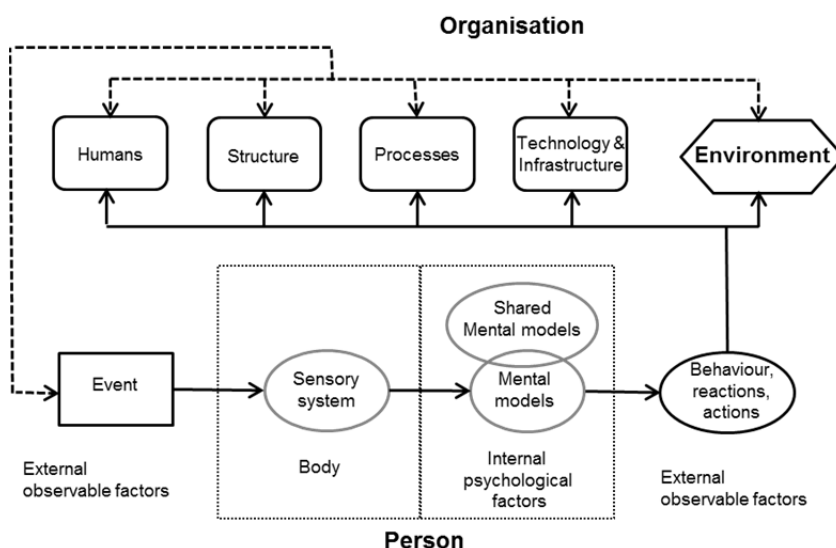 Organisation
Humans
Structure
Processes
Technology &
Infrastructure
Environment
Shared
Mental models
Event
Sensory
system
Mental
models
Behaviour,
reactions,
actions
External
observable factors
Body
Internal
psychological
factors
External
observable factors
Person